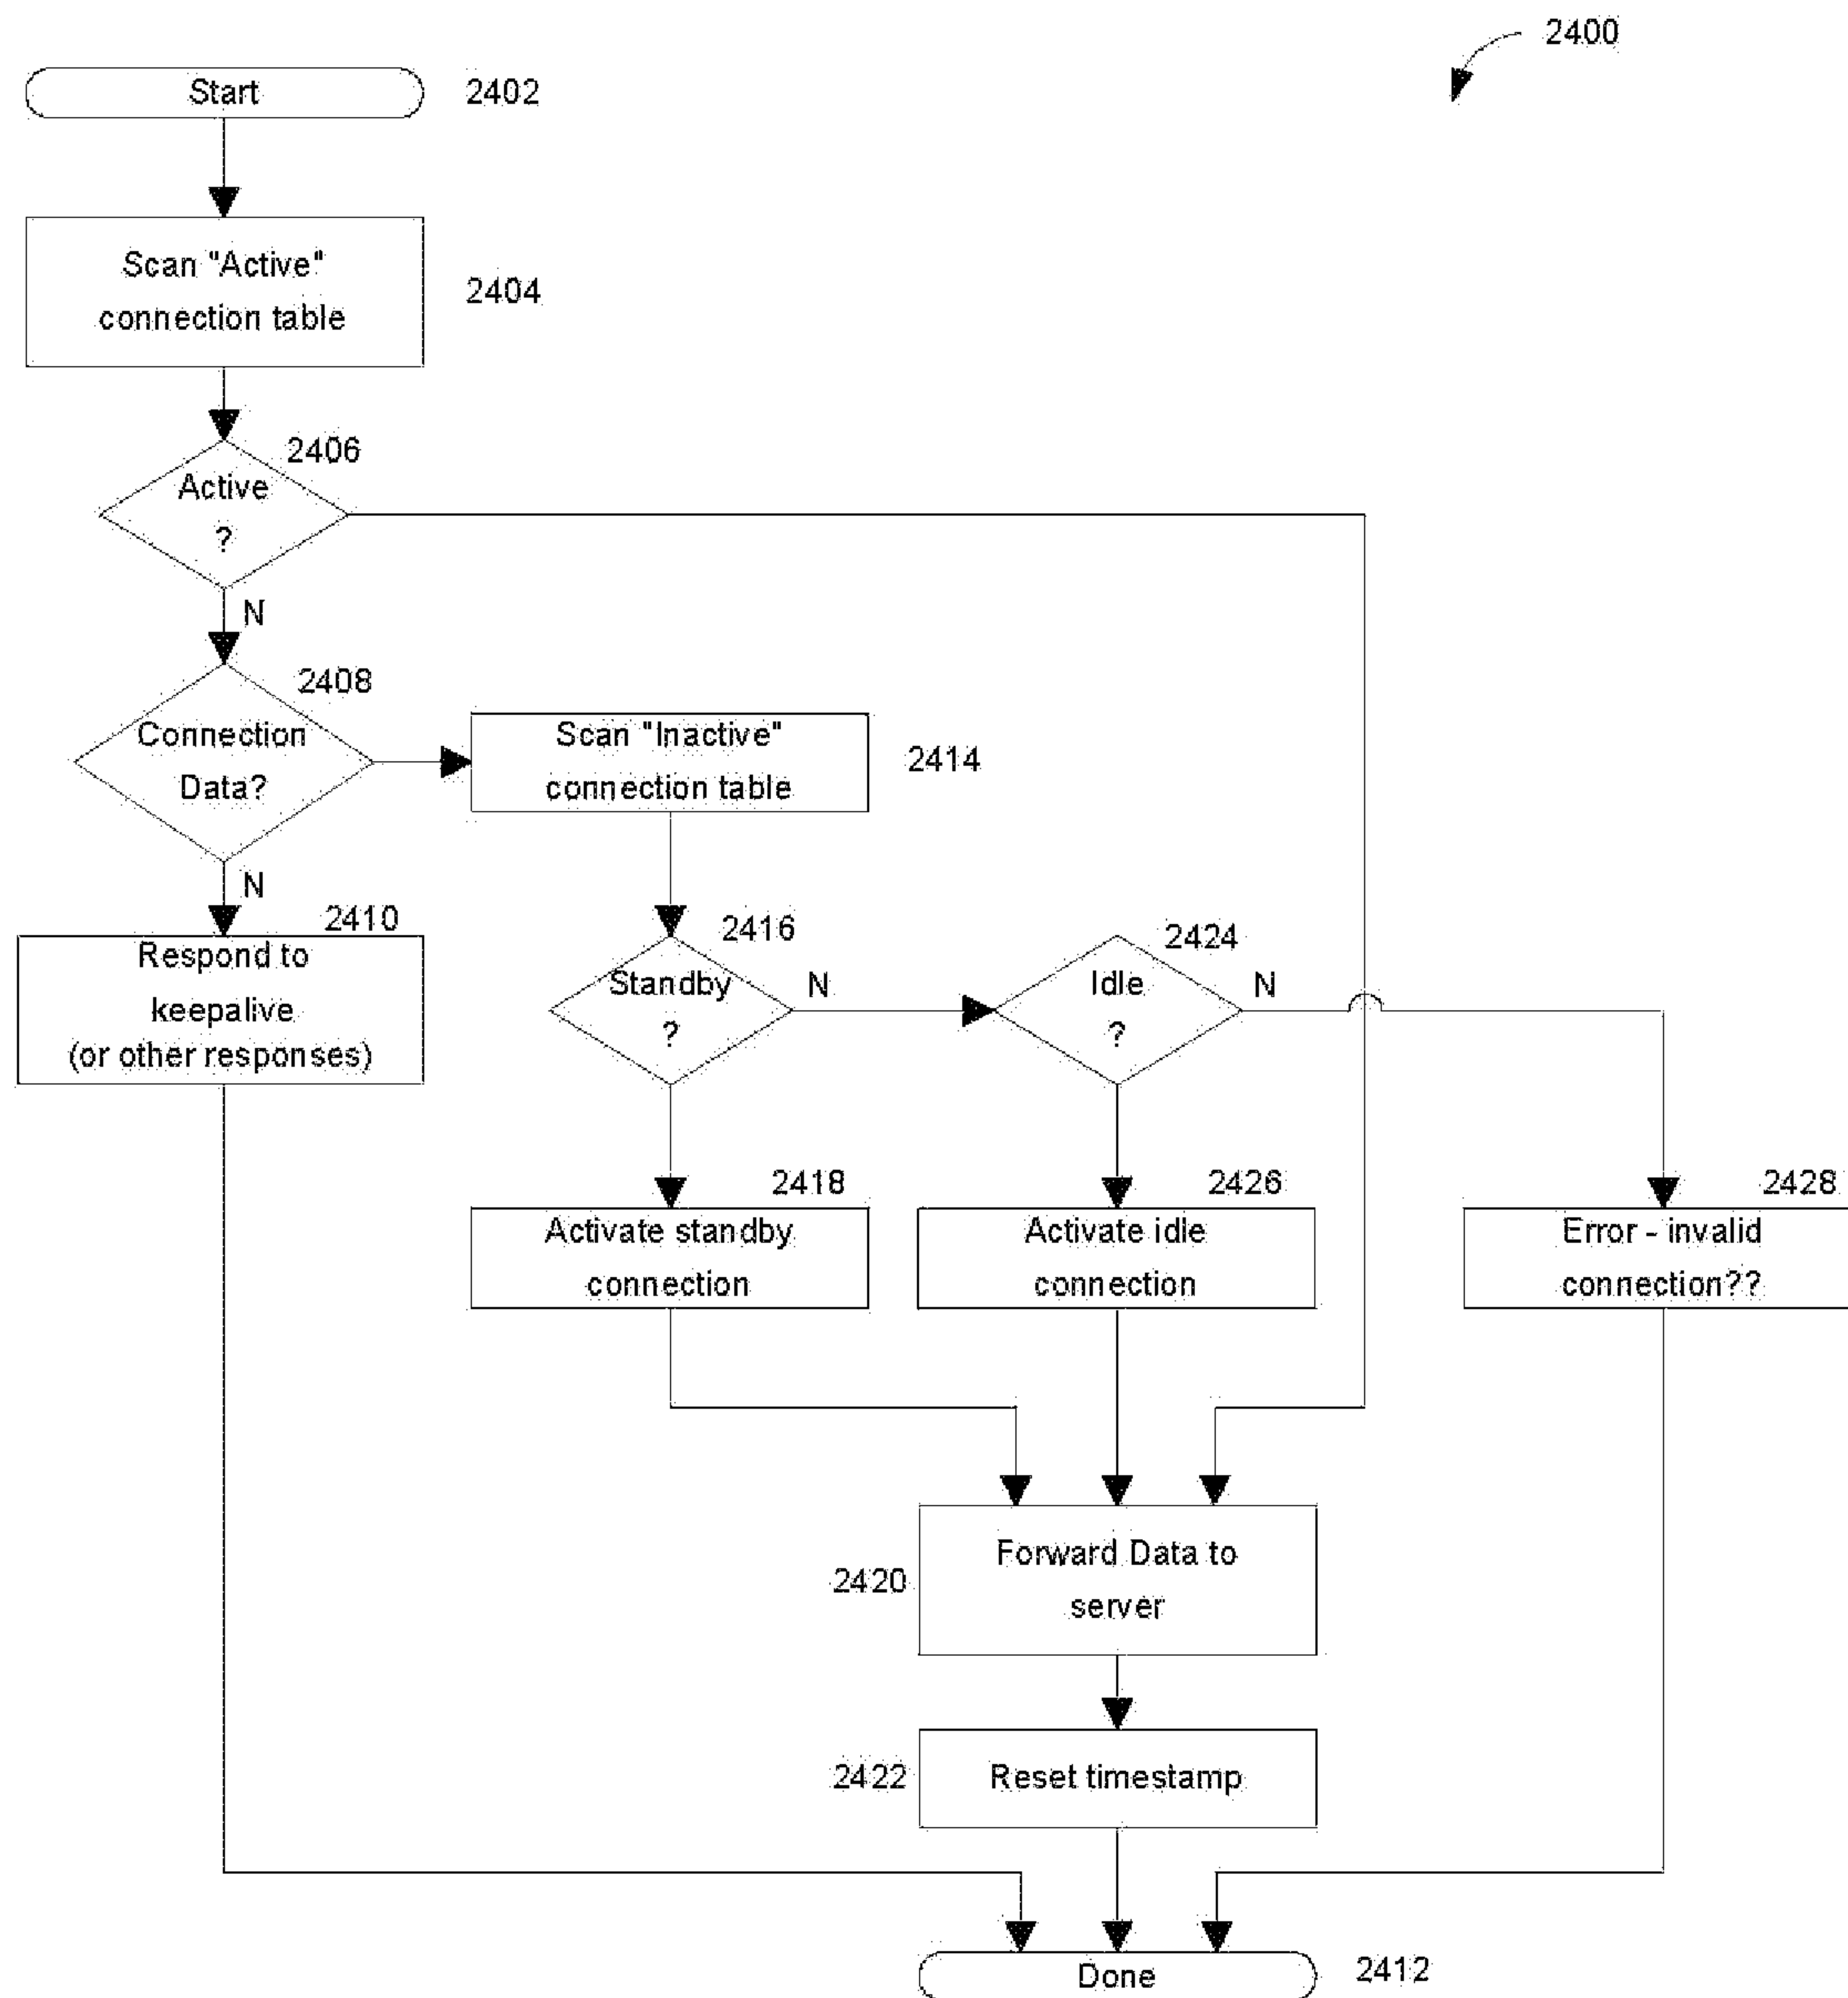 2400
Start
2402
Scan "Active"
connection table
2404
2406
Active
?
N
2408
Connection
Data?
Scan "Inactive"
connection table
2414
N
2410
Respond to
keepalive
(or other responses)
2416
Standby
?
N
2424
Idle
?
N
2418
Activate standby
connection
2426
Activate idle
connection
2428
Error - invalid
connection??
2420
Forward Data to
server
2422
Reset timestamp
Done
2412